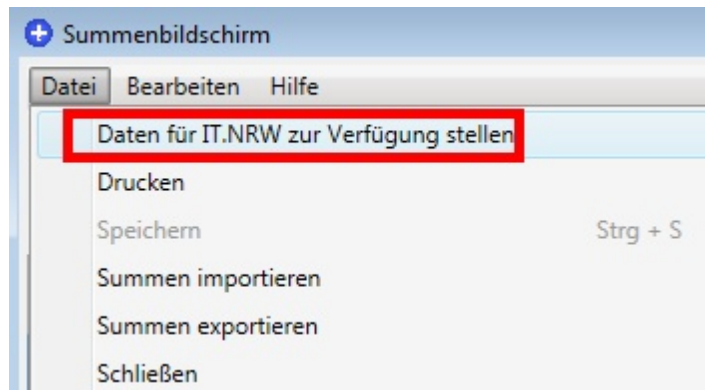 Summenbildschirm
Datei Bearbeiten Hilfe
Daten für IT.NRW zur Verfügung stellen
Drucken
Speichern Strg + S
Summen importieren
Summen exportieren
Schließen